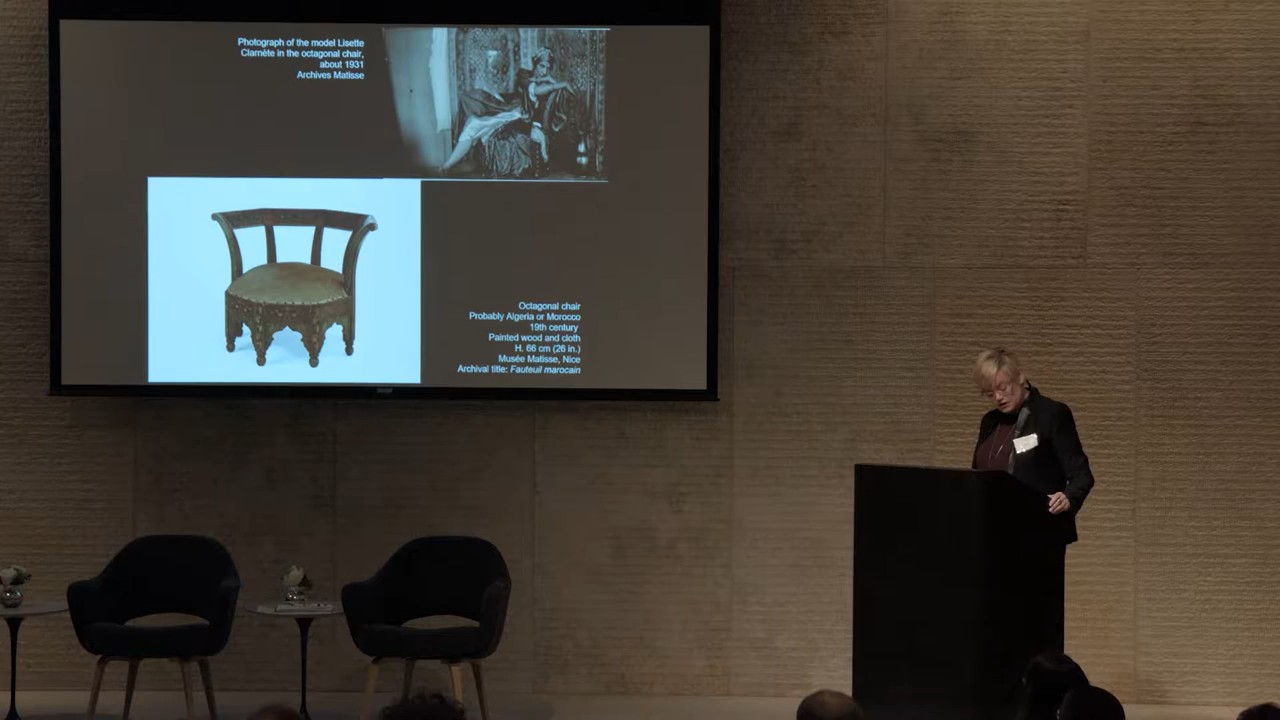 Photograph of the model Lisette
Clarnète in the octagonal chair,
about 1931
Archives Matisse
Octagonal chair
Probably Algeria or Morocco
19th century
Painted wood and cloth
H. 66 cm (26 in.)
Musée Matisse, Nice
Archival title: Fauteuil marocain